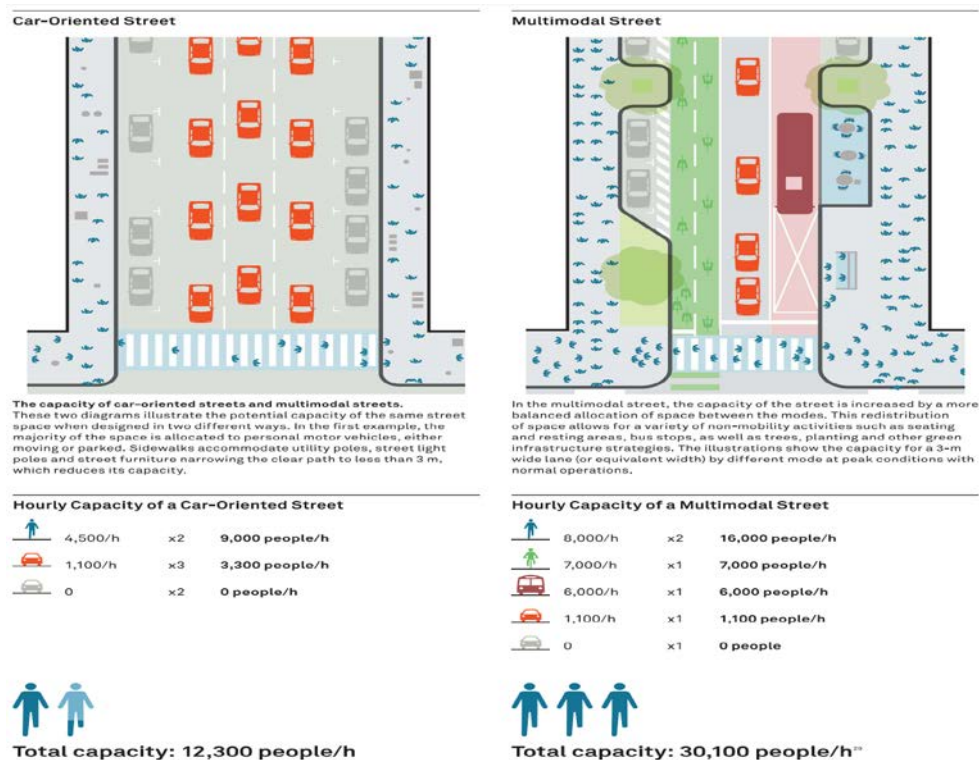 Car-Oriented Street
The capacity of car-oriented streets and multimodal streets.
These two diagrams illustrate the potential capacity of the same street
space when designed in two different ways. In the first example, the
majority of the space is allocated to personal motor vehicles, either
moving or parked. Sidewalks accommodate utility poles, street light
poles and street furniture narrowing the clear path to less than 3 m,
which reduces its capacity.
Hourly Capacity of a Car-Oriented Street
4,500/h x2 9,000 people/h
1,100/h x3 3,300 people/h
0 x2 0 people/h
Total capacity: 12,300 people/h
Multimodal Street
In the multimodal street, the capacity of the street is increased by a more
balanced allocation of space between the modes. This redistribution
of space allows for a variety of non-mobility activities such as seating
and resting areas, bus stops, as well as trees, planting and other green
infrastructure strategies. The illustrations show the capacity for a 3-m
wide lane (or equivalent width) by different mode at peak conditions with
normal operations.
Hourly Capacity of a Multimodal Street
8,000/h x2 16,000 people/h
7,000/h x1 7,000 people/h
6,000/h x1 6,000 people/h
1,100/h x1 1,100 people/h
0 x1 0 people
Total capacity: 30,100 people/h